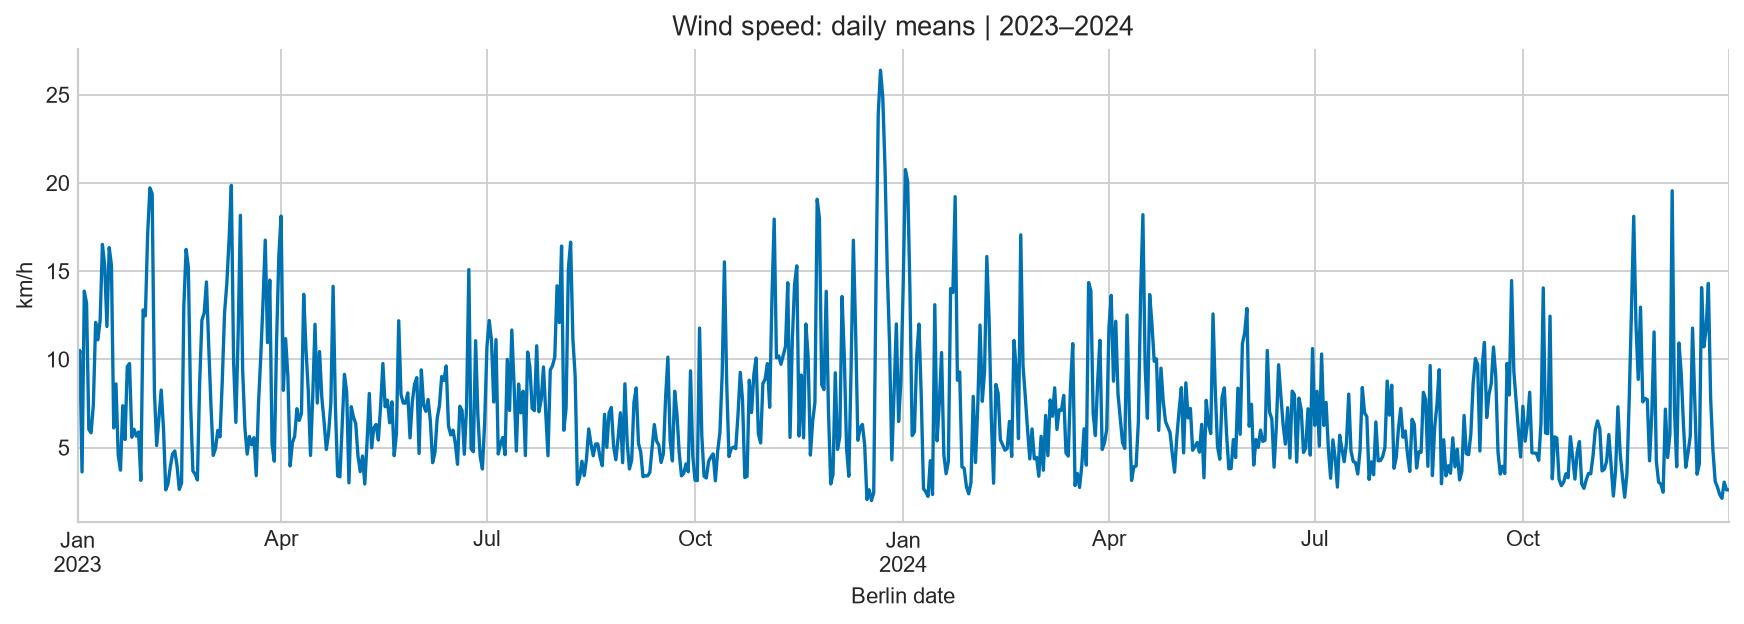 Wind speed: daily means | 2023–2024
km/h
25
20
15
10
5
Jan
2023
Apr
Jul
Oct
Jan
2024
Apr
Jul
Oct
Berlin date